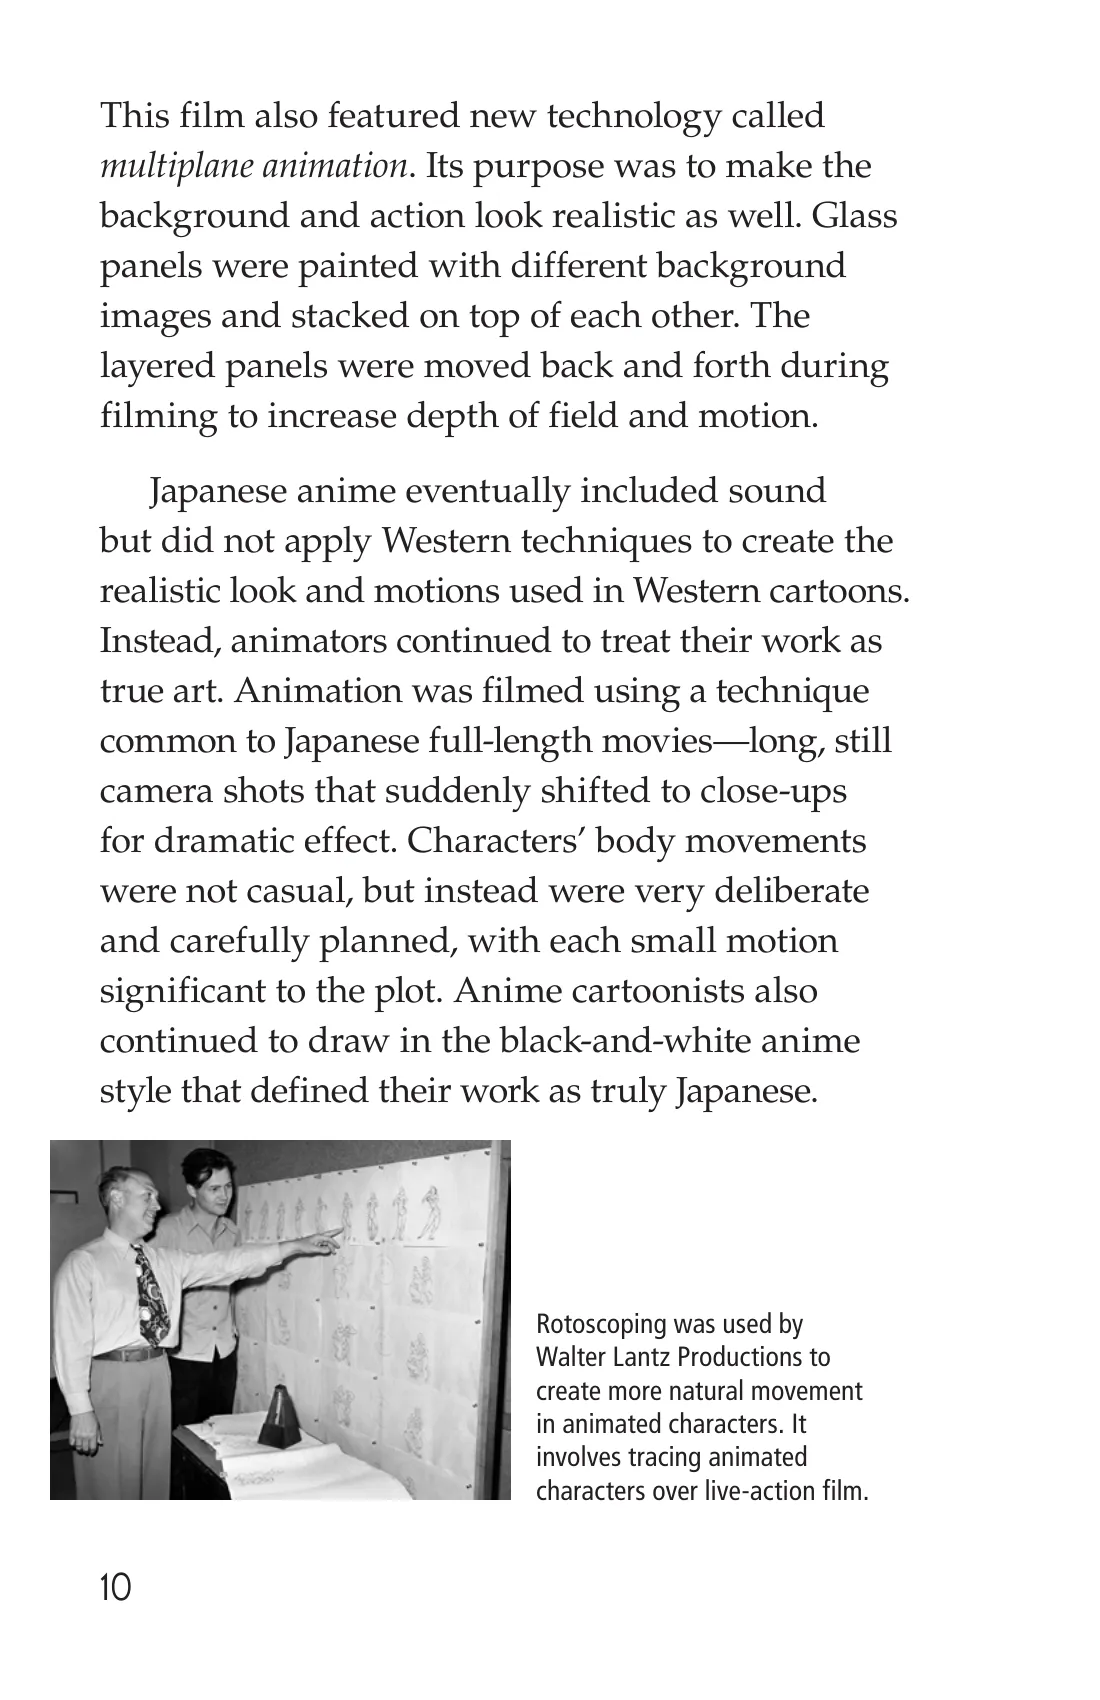 This film also featured new technology called
multiplane animation. Its purpose was to make the
background and action look realistic as well. Glass
panels were painted with different background
images and stacked on top of each other. The
layered panels were moved back and forth during
filming to increase depth of field and motion.
Japanese anime eventually included sound
but did not apply Western techniques to create the
realistic look and motions used in Western cartoons.
Instead, animators continued to treat their work as
true art. Animation was filmed using a technique
common to Japanese full-length movies—long, still
camera shots that suddenly shifted to close-ups
for dramatic effect. Characters’ body movements
were not casual, but instead were very deliberate
and carefully planned, with each small motion
significant to the plot. Anime cartoonists also
continued to draw in the black-and-white anime
style that defined their work as truly Japanese.
Rotoscoping was used by
Walter Lantz Productions to
create more natural movement
in animated characters. It
involves tracing animated
characters over live-action film.
10